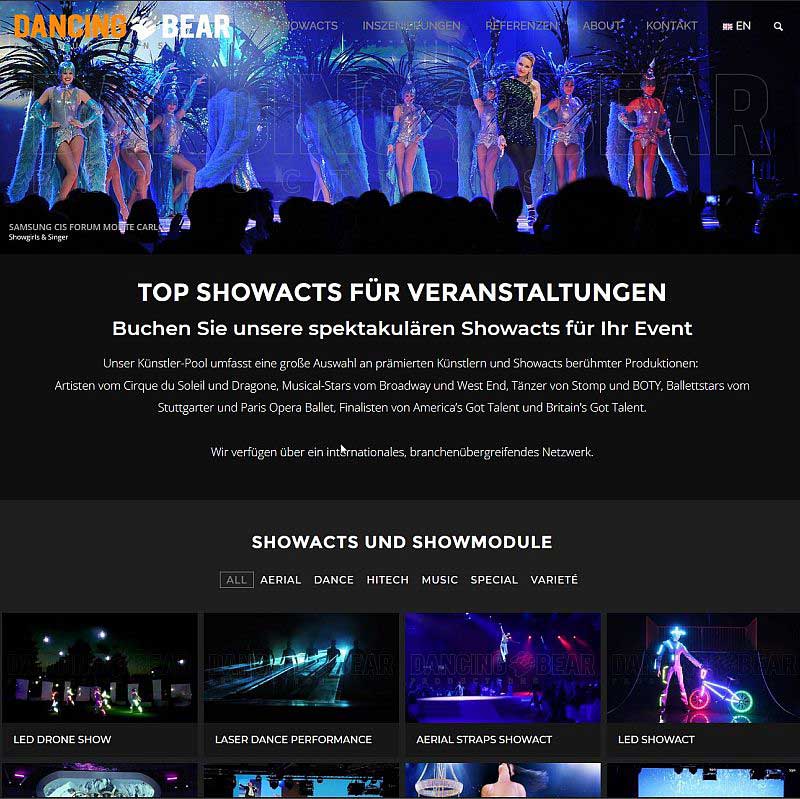 DANCING BEAR
SHOWACTS INSZENIERUNGEN REFERENZEN ABOUT KONTAKT EN
DANCING BEAR
SAMSUNG CIS FORUM MONTE CARLO
Showgirls & Singer
TOP SHOWACTS FÜR VERANSTALTUNGEN
Buchen Sie unsere spektakulären Showacts für Ihr Event
Unser Künstler-Pool umfasst eine große Auswahl an prämierten Künstlern und Showacts berühmter Produktionen:
Artisten vom Cirque du Soleil und Dragone, Musical-Stars vom Broadway und West End, Tänzer von Stomp und BOTY, Ballettstars vom
Stuttgarter und Paris Opera Ballet, Finalisten von America's Got Talent und Britain's Got Talent.
Wir verfügen über ein internationales, branchenübergreifendes Netzwerk.
SHOWACTS UND SHOWMODULE
ALL AERIAL DANCE HITECH MUSIC SPECIAL VARIETÉ
DANCING BEAR
PRODUCTIONS
LED DRONE SHOW LASER DANCE PERFORMANCE AERIAL STRAPS SHOWACT LED SHOWACT